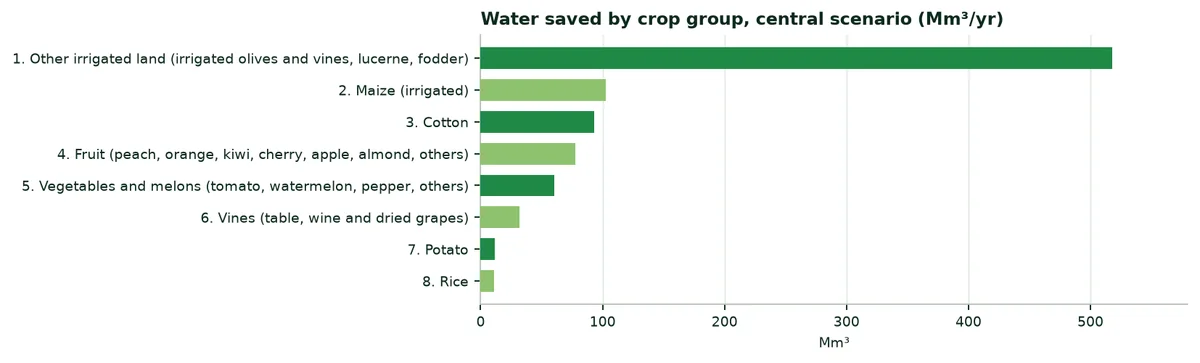 Water saved by crop group, central scenario (Mm³/yr)
1. Other irrigated land (irrigated olives and vines, lucerne, fodder)
2. Maize (irrigated)
3. Cotton
4. Fruit (peach, orange, kiwi, cherry, apple, almond, others)
5. Vegetables and melons (tomato, watermelon, pepper, others)
6. Vines (table, wine and dried grapes)
7. Potato
8. Rice
0 100 200 300 400 500
Mm³